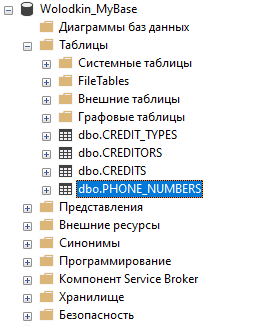 Wolodkin_MyBase
Диаграммы баз данных
Таблицы
Системные таблицы
FileTables
Внешние таблицы
Графовые таблицы
dbo.CREDIT_TYPES
dbo.CREDITORS
dbo.CREDITS
dbo.PHONE_NUMBERS
Представления
Внешние ресурсы
Синонимы
Программирование
Компонент Service Broker
Хранилище
Безопасность